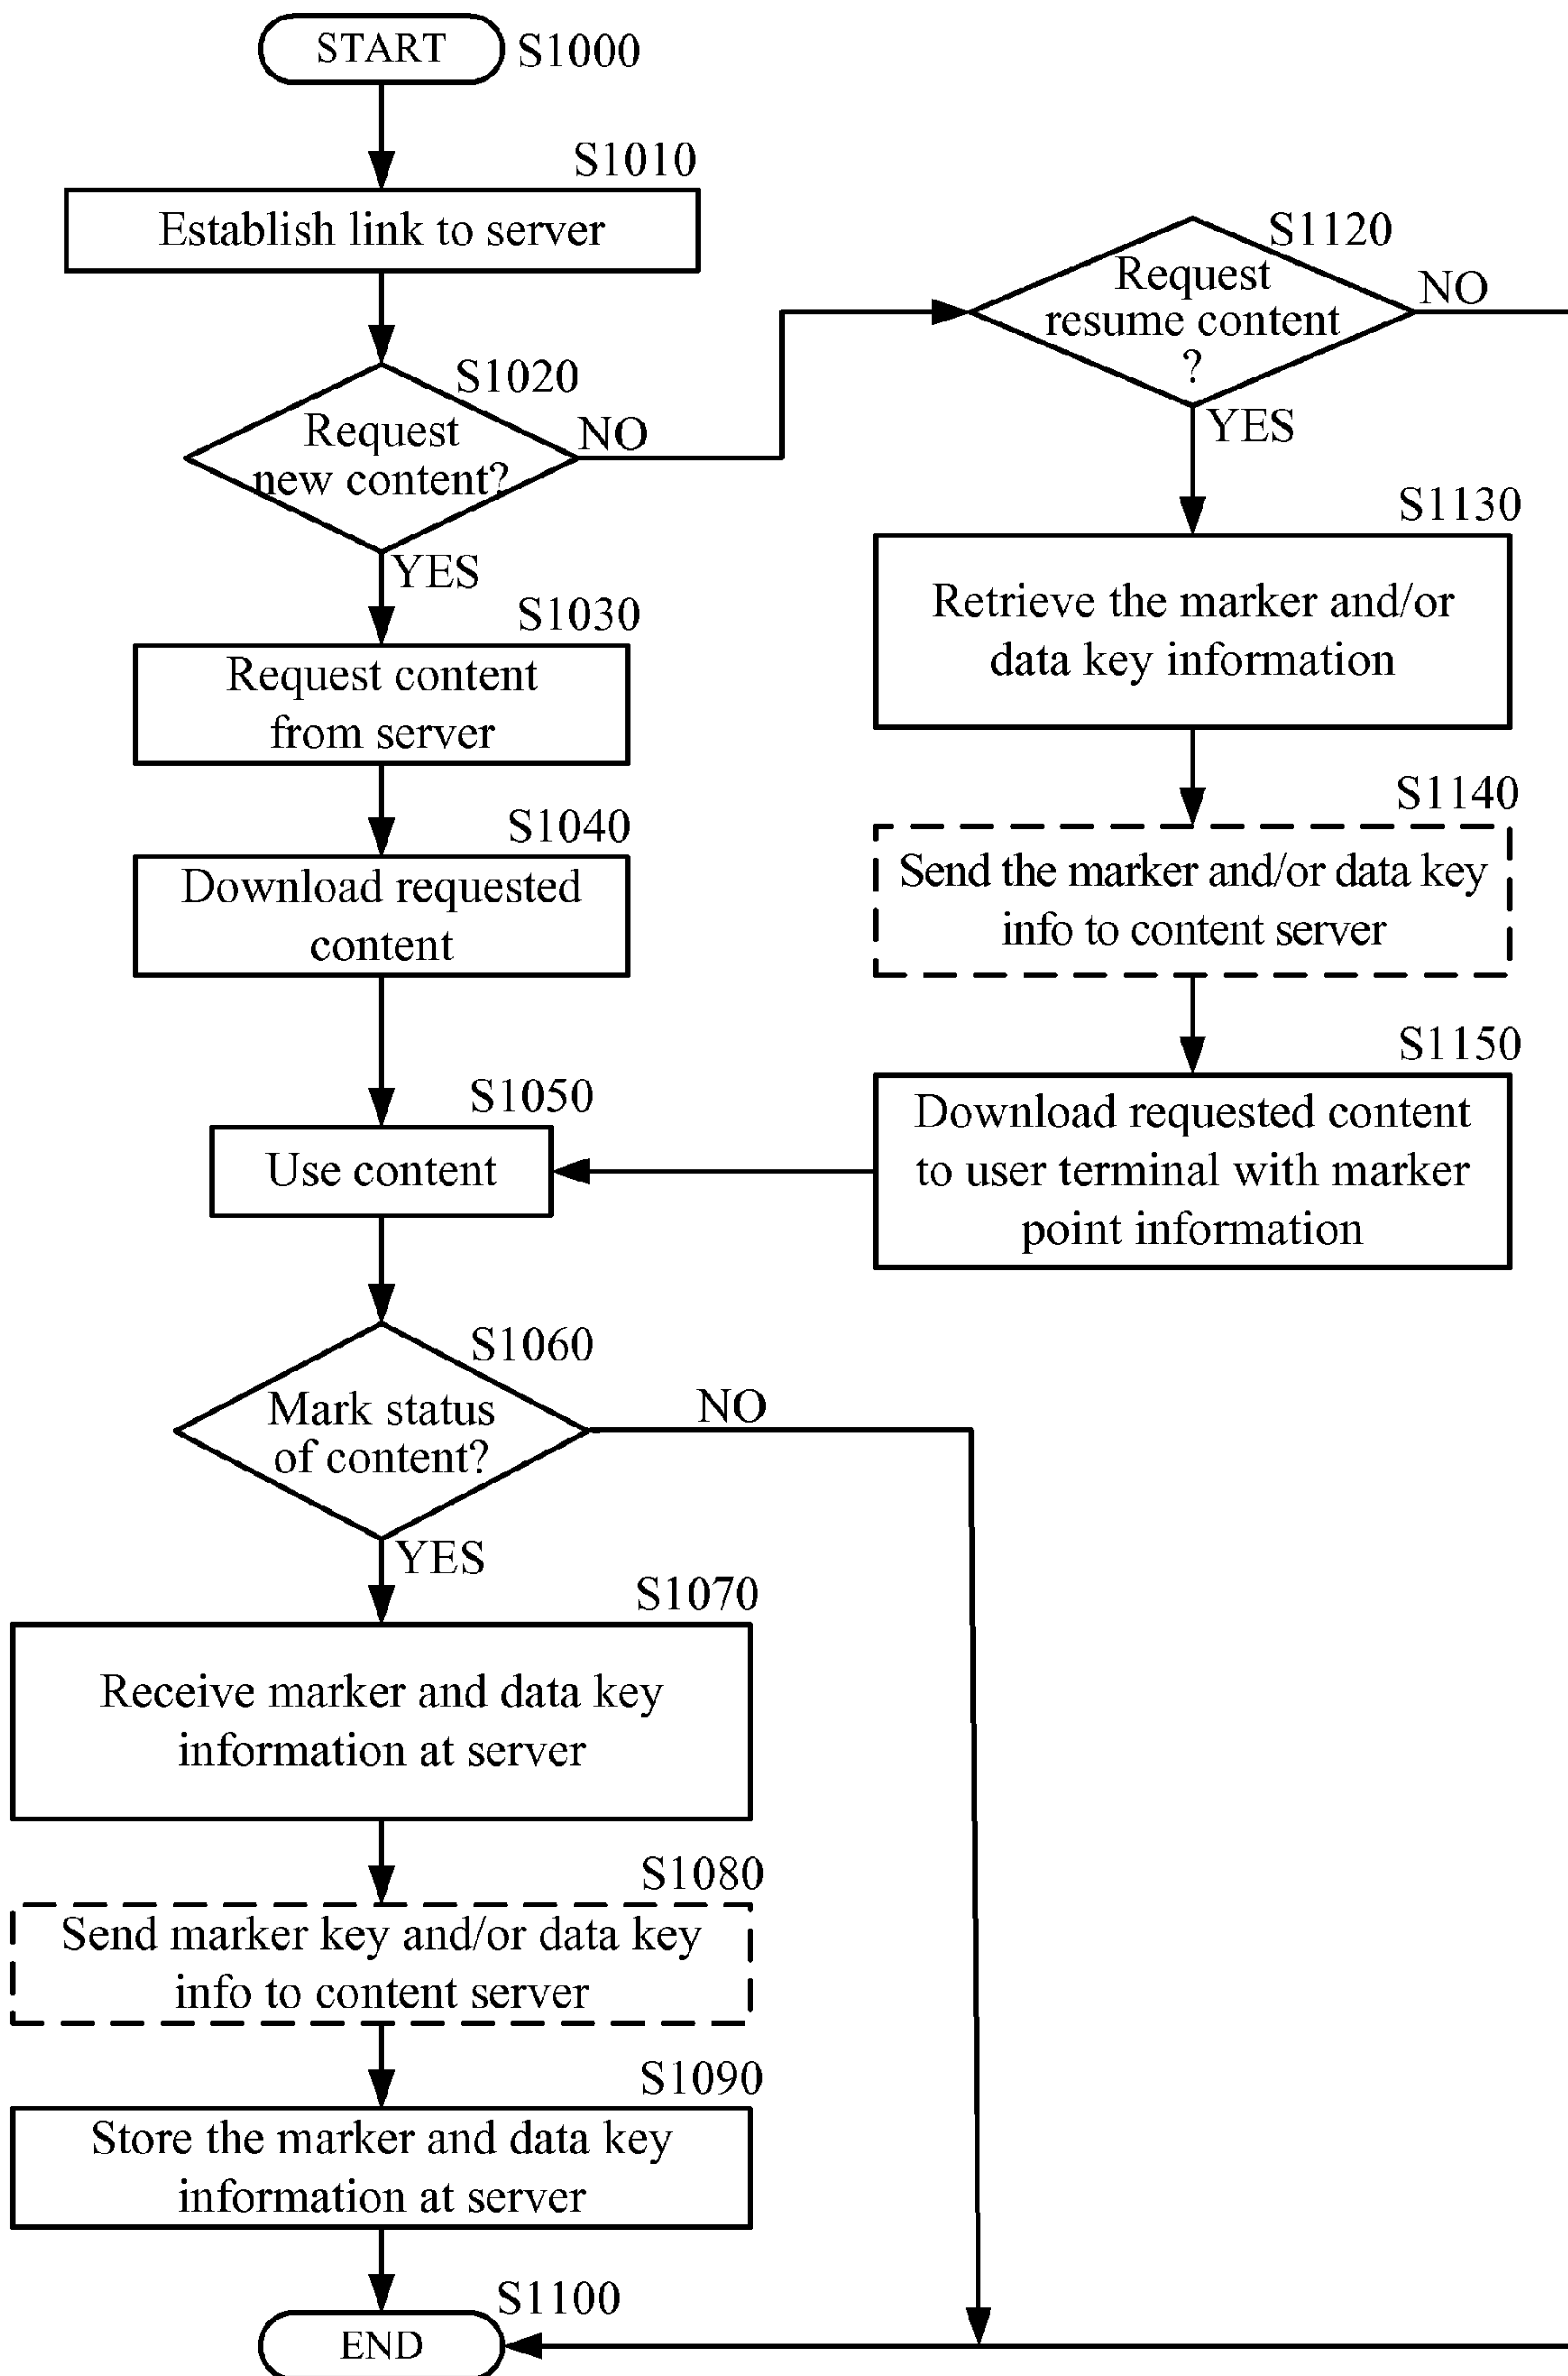 START
S1000
S1010
Establish link to server
S1020
Request
new content?
NO
YES
S1030
Request content
from server
S1040
Download requested
content
S1050
Use content
S1060
Mark status
of content?
NO
YES
S1070
Receive marker and data key
information at server
S1080
Send marker key and/or data key
info to content server
S1090
Store the marker and data key
information at server
S1100
END
S1120
Request
resume content
?
NO
YES
S1130
Retrieve the marker and/or
data key information
S1140
Send the marker and/or data key
info to content server
S1150
Download requested content
to user terminal with marker
point information